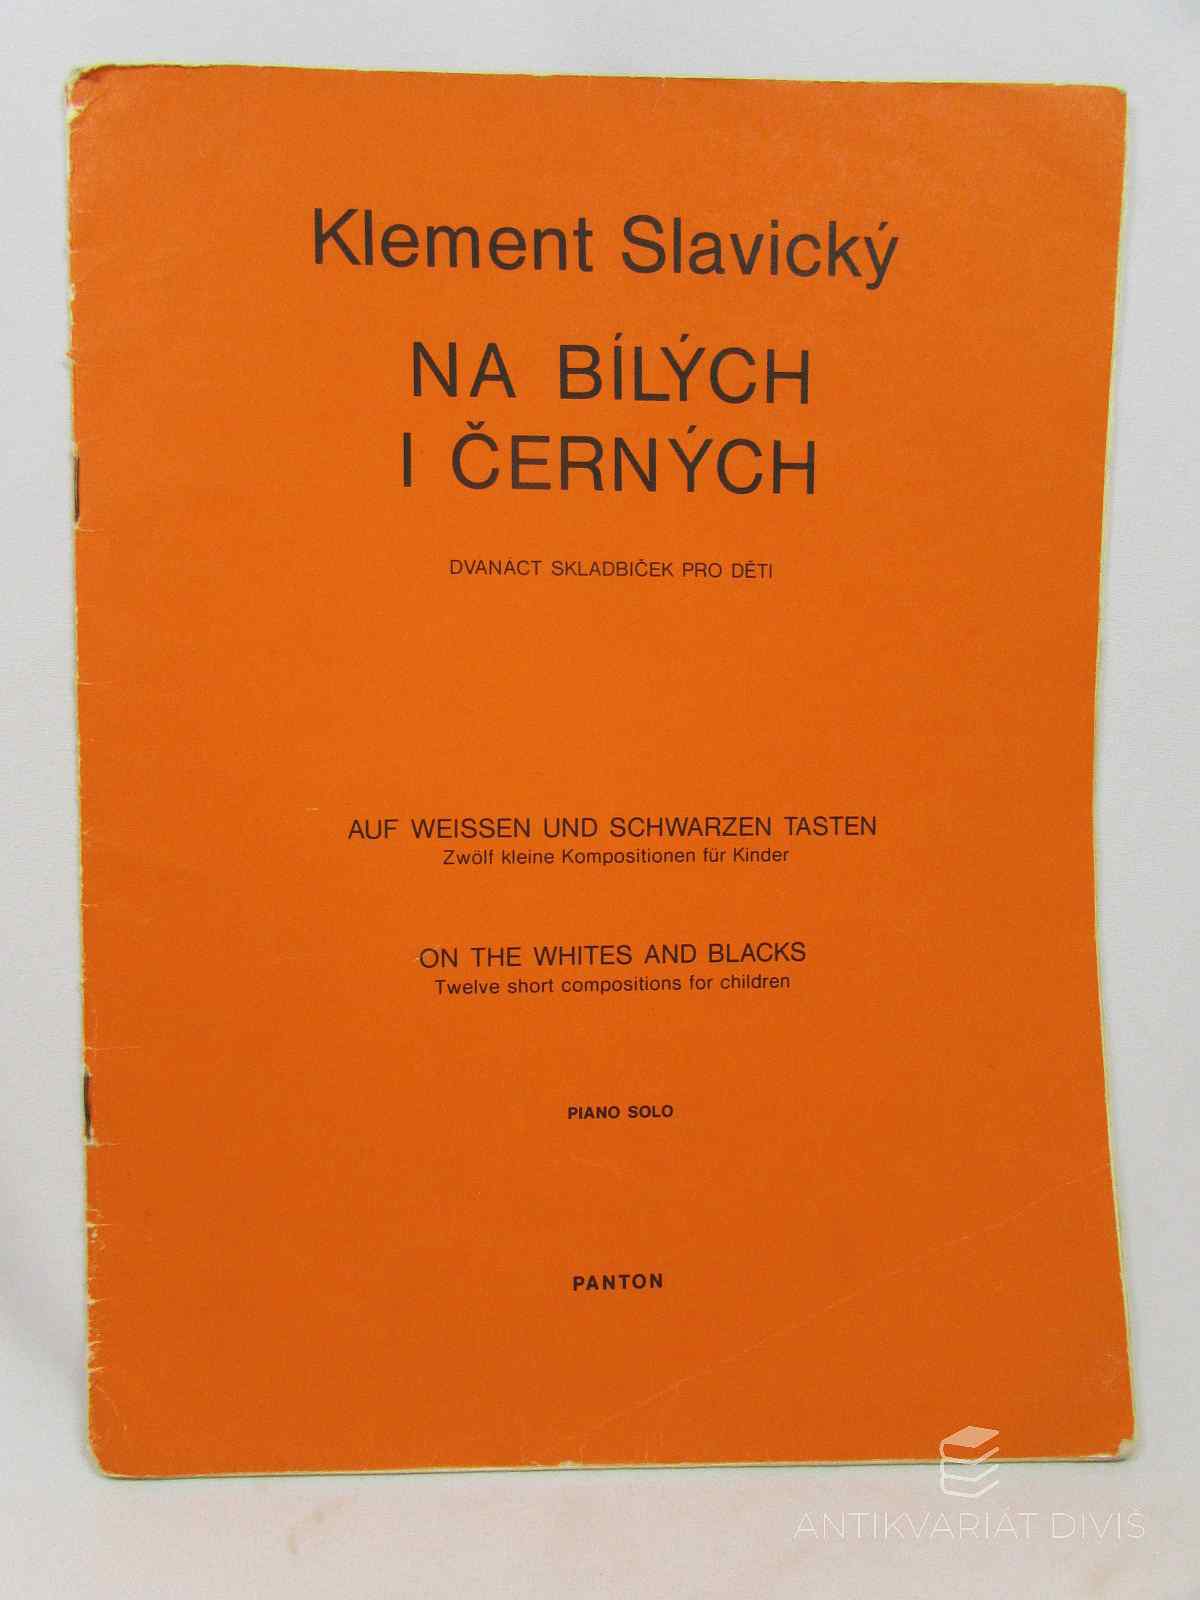 Klement Slavický
NA BÍLÝCH
I ČERNÝCH
DVANÁCT SKLADBIČEK PRO DĚTI
AUF WEISSEN UND SCHWARZEN TASTEN
Zwölf kleine Kompositionen für Kinder
ON THE WHITES AND BLACKS
Twelve short compositions for children
PIANO SOLO
PANTON
ANTIKVARIÁT DIVIŠ